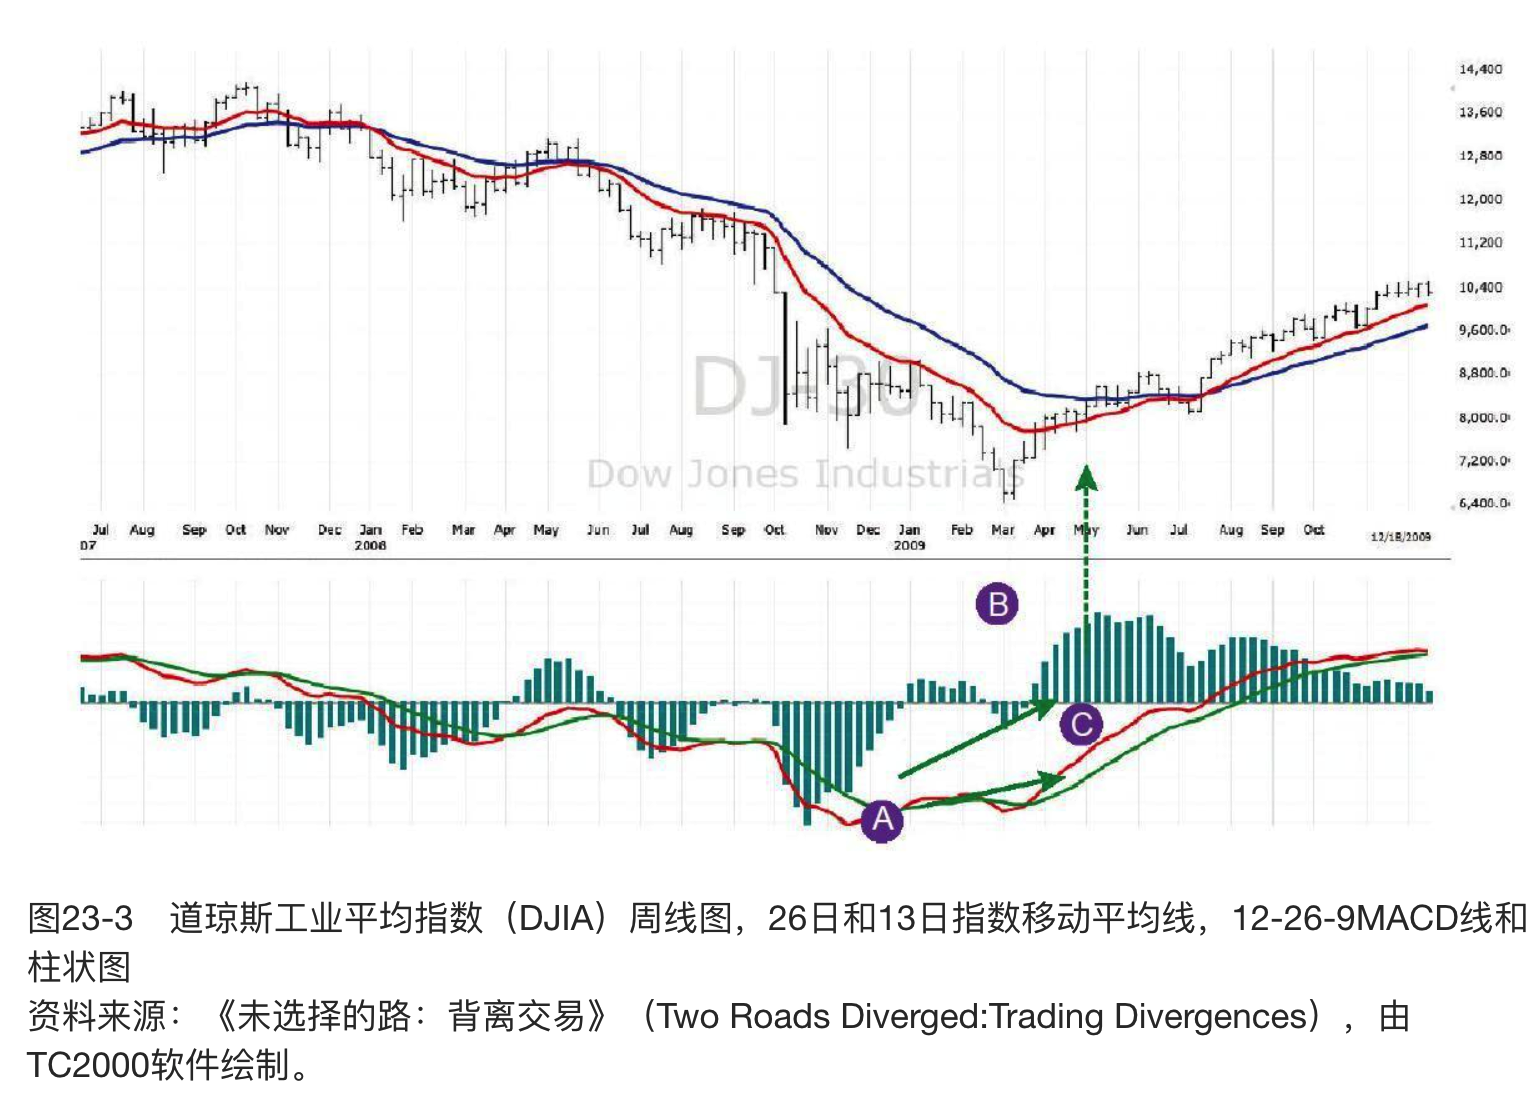 14,400
13,600
12,800
12,000
11,200
10,400
9,600.0
8,800.0
8,000.0
7,200.0
6,400.0
DJ-30
Dow Jones Industrials
Jul Aug Sep Oct Nov Dec Jan Feb Mar Apr May Jun Jul Aug Sep Oct Nov Dec Jan Feb Mar Apr May Jun Jul Aug Sep Oct
07 2008 2009 12/18/2009
B
C
A
图23-3 道琼斯工业平均指数（DJIA）周线图，26日和13日指数移动平均线，12-26-9MACD线和
柱状图
资料来源：《未选择的路：背离交易》（Two Roads Diverged:Trading Divergences），由
TC2000软件绘制。